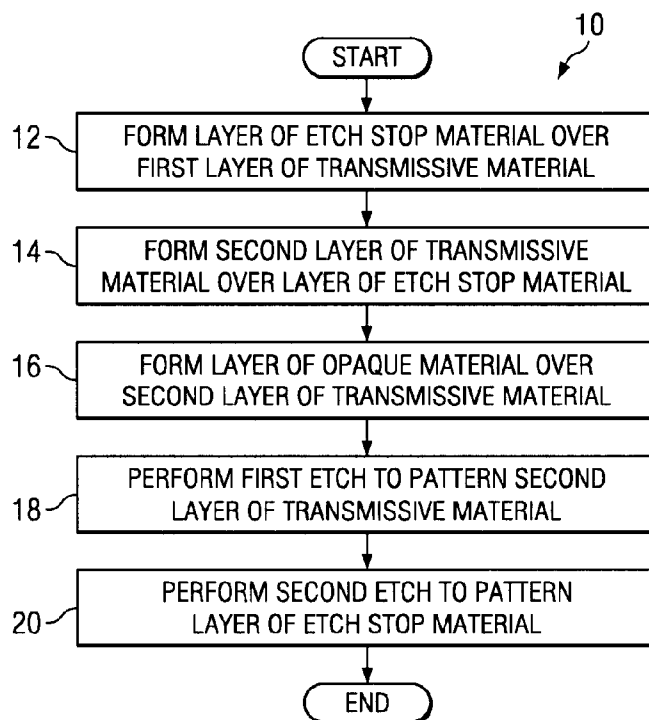 10
START
12
FORM LAYER OF ETCH STOP MATERIAL OVER
FIRST LAYER OF TRANSMISSIVE MATERIAL
14
FORM SECOND LAYER OF TRANSMISSIVE
MATERIAL OVER LAYER OF ETCH STOP MATERIAL
16
FORM LAYER OF OPAQUE MATERIAL OVER
SECOND LAYER OF TRANSMISSIVE MATERIAL
18
PERFORM FIRST ETCH TO PATTERN SECOND
LAYER OF TRANSMISSIVE MATERIAL
20
PERFORM SECOND ETCH TO PATTERN
LAYER OF ETCH STOP MATERIAL
END